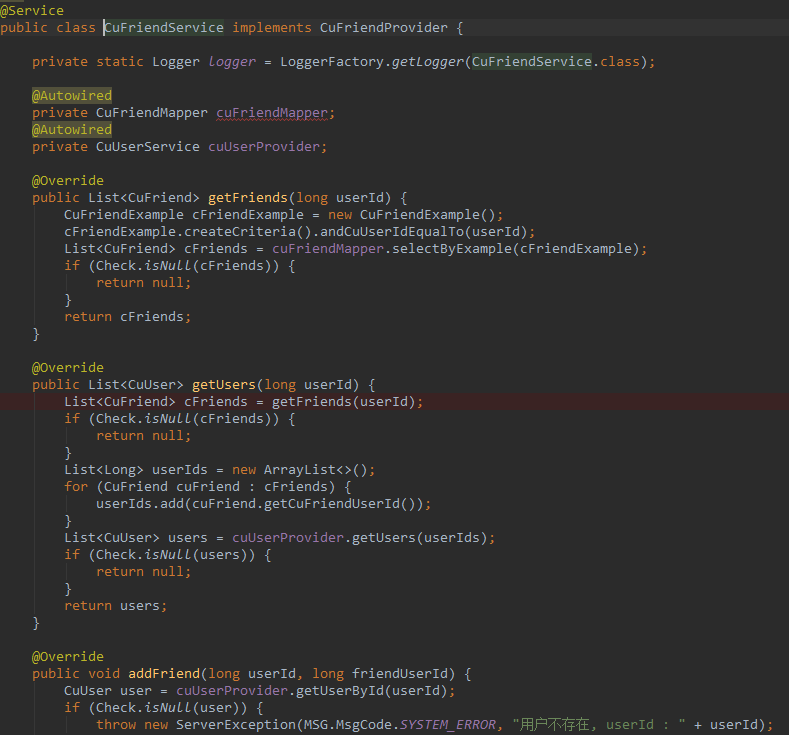 @Service
public class CuFriendService implements CuFriendProvider {
private static Logger logger = LoggerFactory.getLogger(CuFriendService.class);
@Autowired
private CuFriendMapper cuFriendMapper;
@Autowired
private CuUserService cuUserProvider;
@Override
public List<CuFriend> getFriends(long userId) {
CuFriendExample cFriendExample = new CuFriendExample();
cFriendExample.createCriteria().andCuUserIdEqualTo(userId);
List<CuFriend> cFriends = cuFriendMapper.selectByExample(cFriendExample);
if (Check.isNull(cFriends)) {
return null;
}
return cFriends;
}
@Override
public List<CuUser> getUsers(long userId) {
List<CuFriend> cFriends = getFriends(userId);
if (Check.isNull(cFriends)) {
return null;
}
List<Long> userIds = new ArrayList<>();
for (CuFriend cuFriend : cFriends) {
userIds.add(cuFriend.getCuFriendUserId());
}
List<CuUser> users = cuUserProvider.getUsers(userIds);
if (Check.isNull(users)) {
return null;
}
return users;
}
@Override
public void addFriend(long userId, long friendUserId) {
CuUser user = cuUserProvider.getUserById(userId);
if (Check.isNull(user)) {
throw new ServerException(MSG.MsgCode.SYSTEM_ERROR, "用户不存在, userId : " + userId);